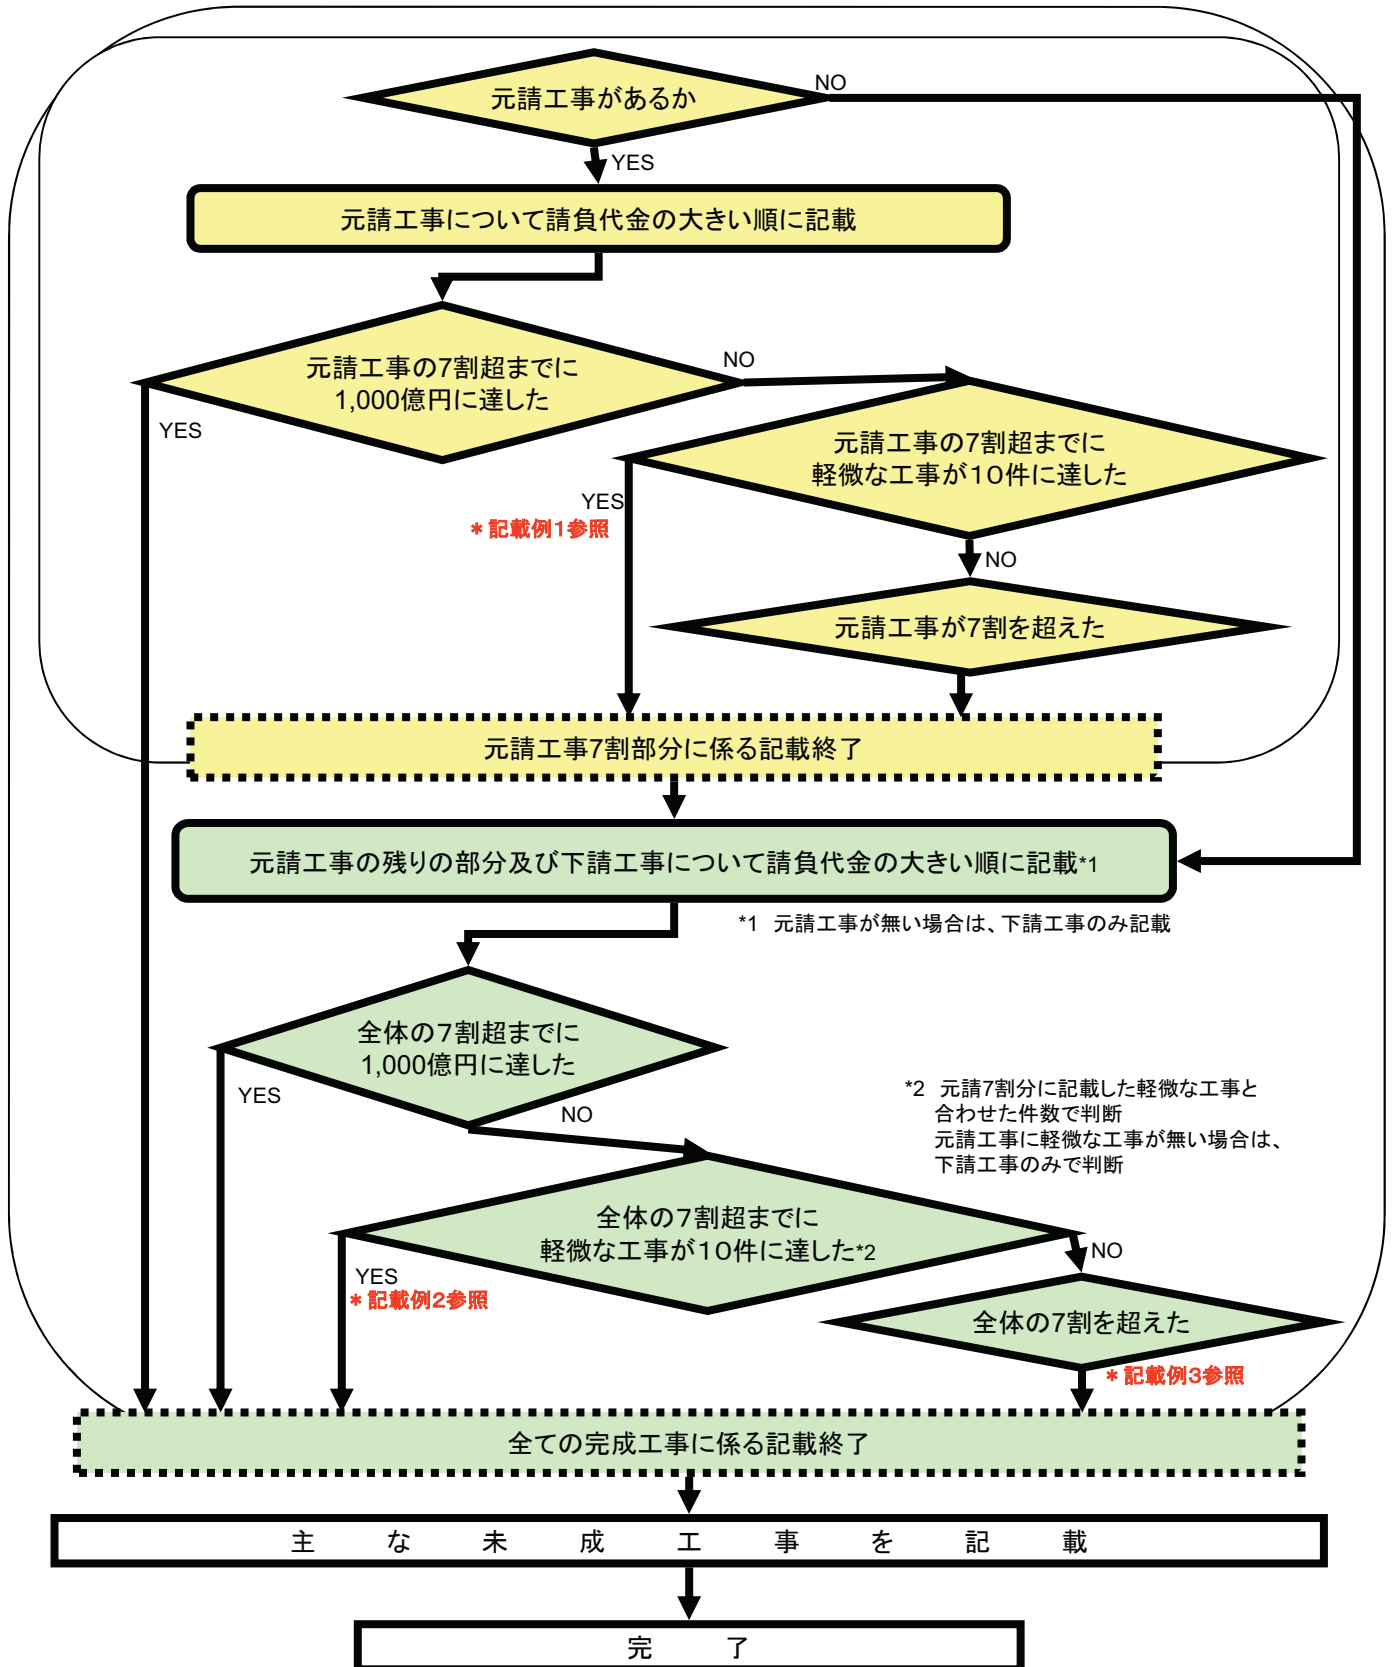 元請工事があるか
NO
YES
元請工事について請負代金の大きい順に記載
元請工事の7割超までに
1,000億円に達した
NO
YES
元請工事の7割超までに
軽微な工事が10件に達した
YES
*記載例1参照
NO
元請工事が7割を超えた
元請工事7割部分に係る記載終了
元請工事の残りの部分及び下請工事について請負代金の大きい順に記載*1
*1 元請工事が無い場合は、下請工事のみ記載
全体の7割超までに
1,000億円に達した
YES
NO
*2 元請7割分に記載した軽微な工事と
合わせた件数で判断
元請工事に軽微な工事が無い場合は、
下請工事のみで判断
全体の7割超までに
軽微な工事が10件に達した*2
YES
*記載例2参照
NO
全体の7割を超えた
*記載例3参照
全ての完成工事に係る記載終了
主な未成工事を記載
完了